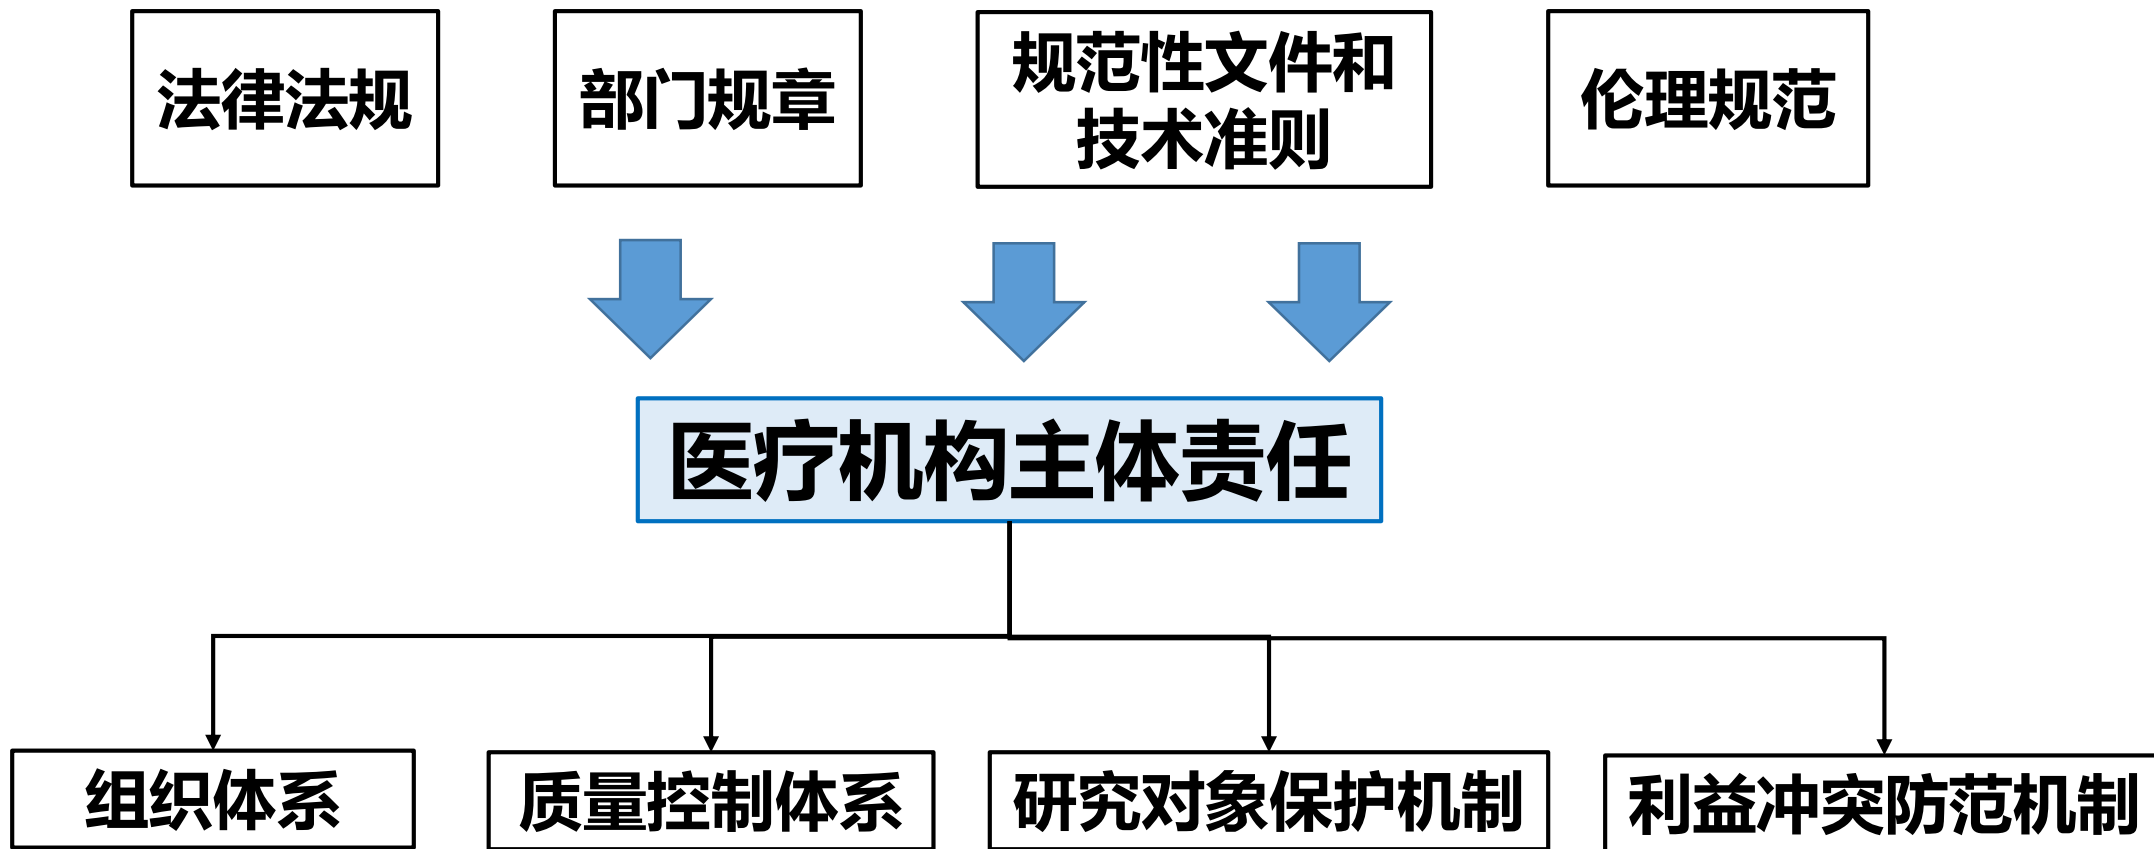 法律法规
部门规章
规范性文件和
技术准则
伦理规范
医疗机构主体责任
组织体系
质量控制体系
研究对象保护机制
利益冲突防范机制